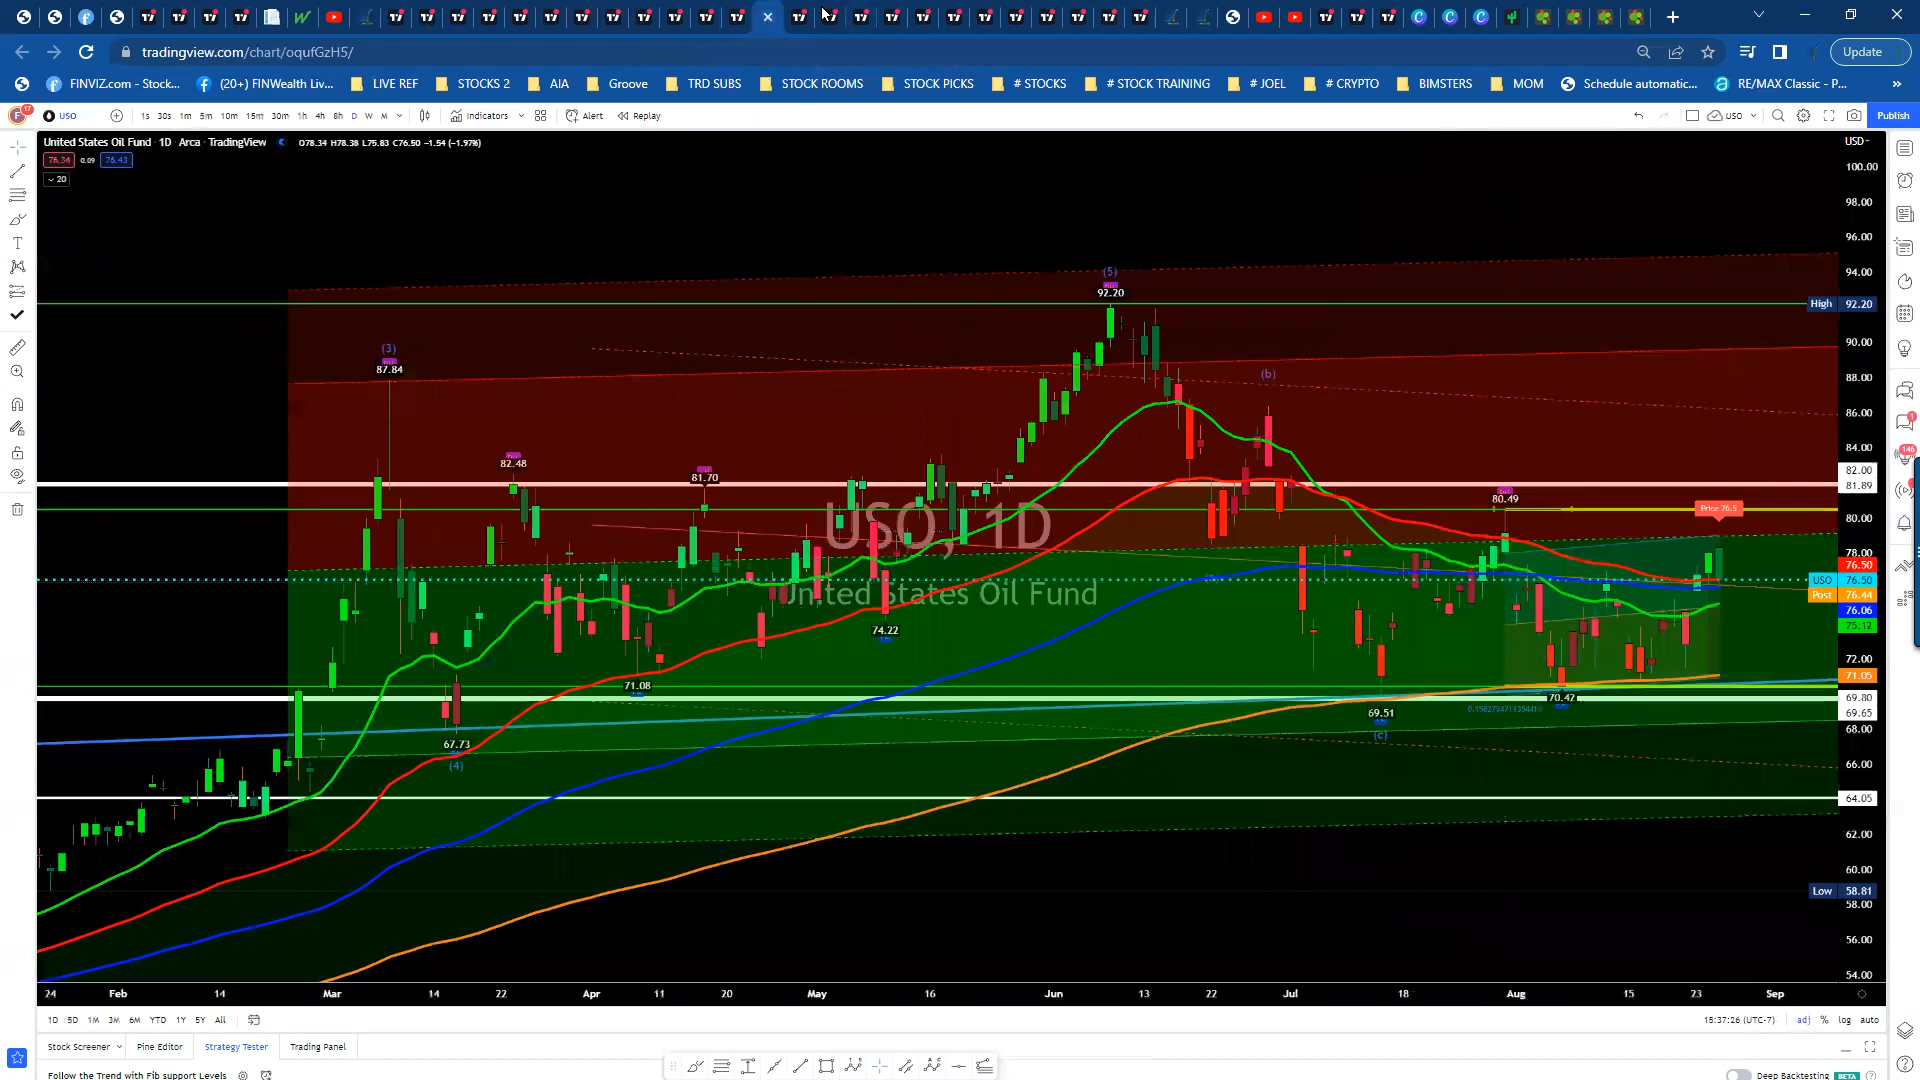 tradingview.com/chart/oqufGzH5/
Update
FINVIZ.com - Stock...
(20+) FINWealth Liv...
LIVE REF
STOCKS 2
AIA
Groove
TRD SUBS
STOCK ROOMS
STOCK PICKS
# STOCKS
# STOCK TRAINING
# JOEL
# CRYPTO
BIMSTERS
MOM
Schedule automatic...
RE/MAX Classic - P...
»
F 17 USO 1s 30s 1m 5m 10m 15m 30m 1h 4h 8h D W M Indicators Alert Replay USO Publish
United States Oil Fund · 1D · Arca · TradingView O78.34 H78.38 L75.83 C76.50 −1.54 (−1.97%)
76.34 0.09 76.43
20
USD
100.00
98.00
96.00
94.00
High 92.20
90.00
88.00
86.00
84.00
82.00
81.89
80.00
78.00
76.50
USO 76.50
Post 76.44
76.06
75.12
72.00
71.05
69.80
69.65
68.00
66.00
64.05
62.00
60.00
Low 58.81
58.00
56.00
54.00
(5)
92.20
(3)
87.84
(b)
82.48
81.70
80.49
Price 76.5
USO, 1D
United States Oil Fund
74.22
71.08
70.42
69.51
(c)
67.73
(4)
24 Feb 14 Mar 14 22 Apr 11 20 May 16 Jun 13 22 Jul 18 Aug 15 23 Sep
1D 5D 1M 3M 6M YTD 1Y 5Y All
15:37:26 (UTC-7) adj % log auto
Stock Screener Pine Editor Strategy Tester Trading Panel
Follow the Trend with Fib support Levels
Deep Backtesting BETA
1
146